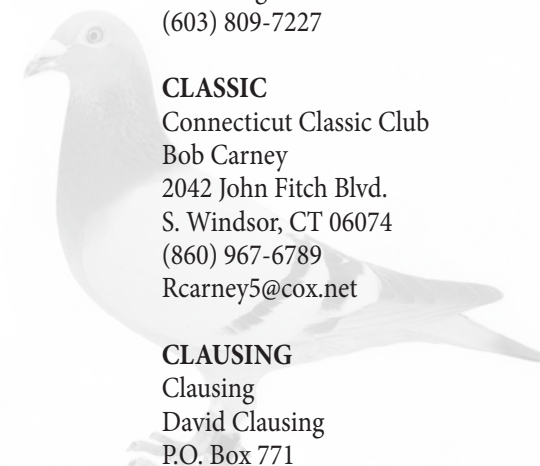 (603) 809-7227
CLASSIC
Connecticut Classic Club
Bob Carney
2042 John Fitch Blvd.
S. Windsor, CT 06074
(860) 967-6789
Rcarney5@cox.net
CLAUSING
Clausing
David Clausing
P.O. Box 771